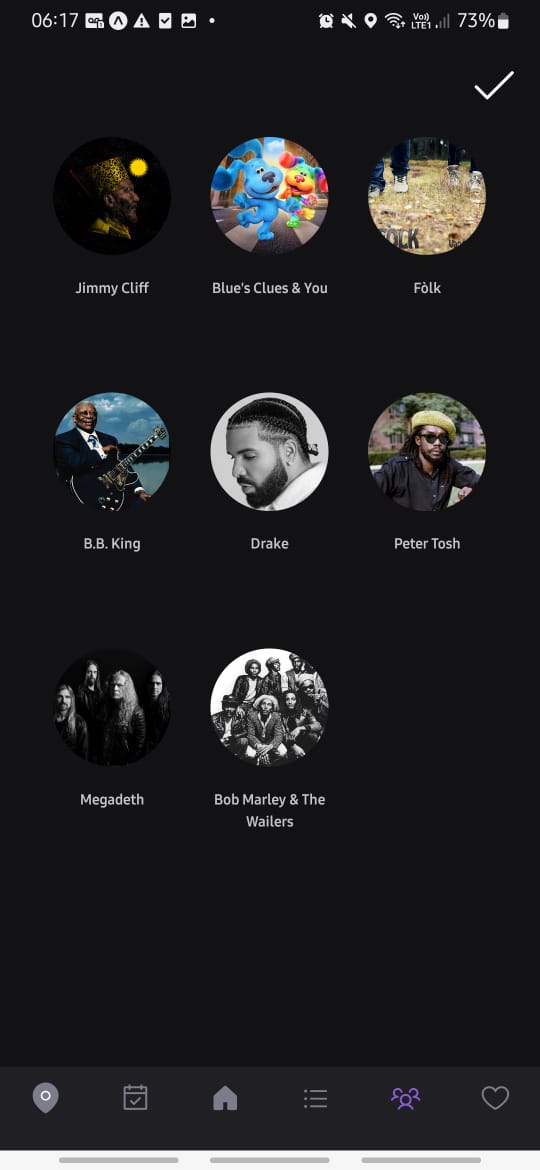 06:17
Vo)
LTE1
73%
Jimmy Cliff
Blue's Clues & You
Fòlk
B.B. King
Drake
Peter Tosh
Megadeth
Bob Marley & The
Wailers